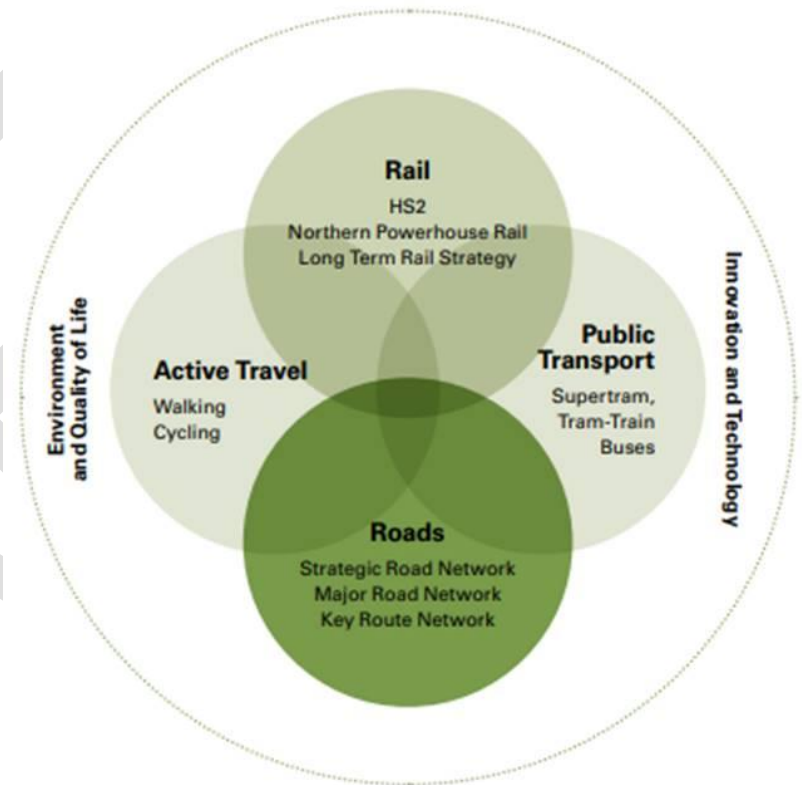 Rail
HS2
Northern Powerhouse Rail
Long Term Rail Strategy
Environment
and Quality of Life
Active Travel
Walking
Cycling
Public
Transport
Supertram,
Tram-Train
Buses
Innovation and Technology
Roads
Strategic Road Network
Major Road Network
Key Route Network